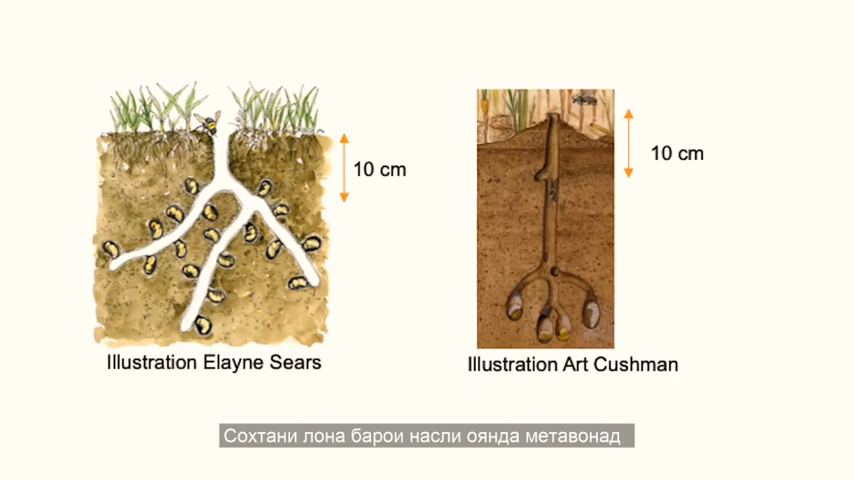 10 cm
10 cm
Illustration Elayne Sears
Illustration Art Cushman
Сохтани лона барои насли оянда метавонад